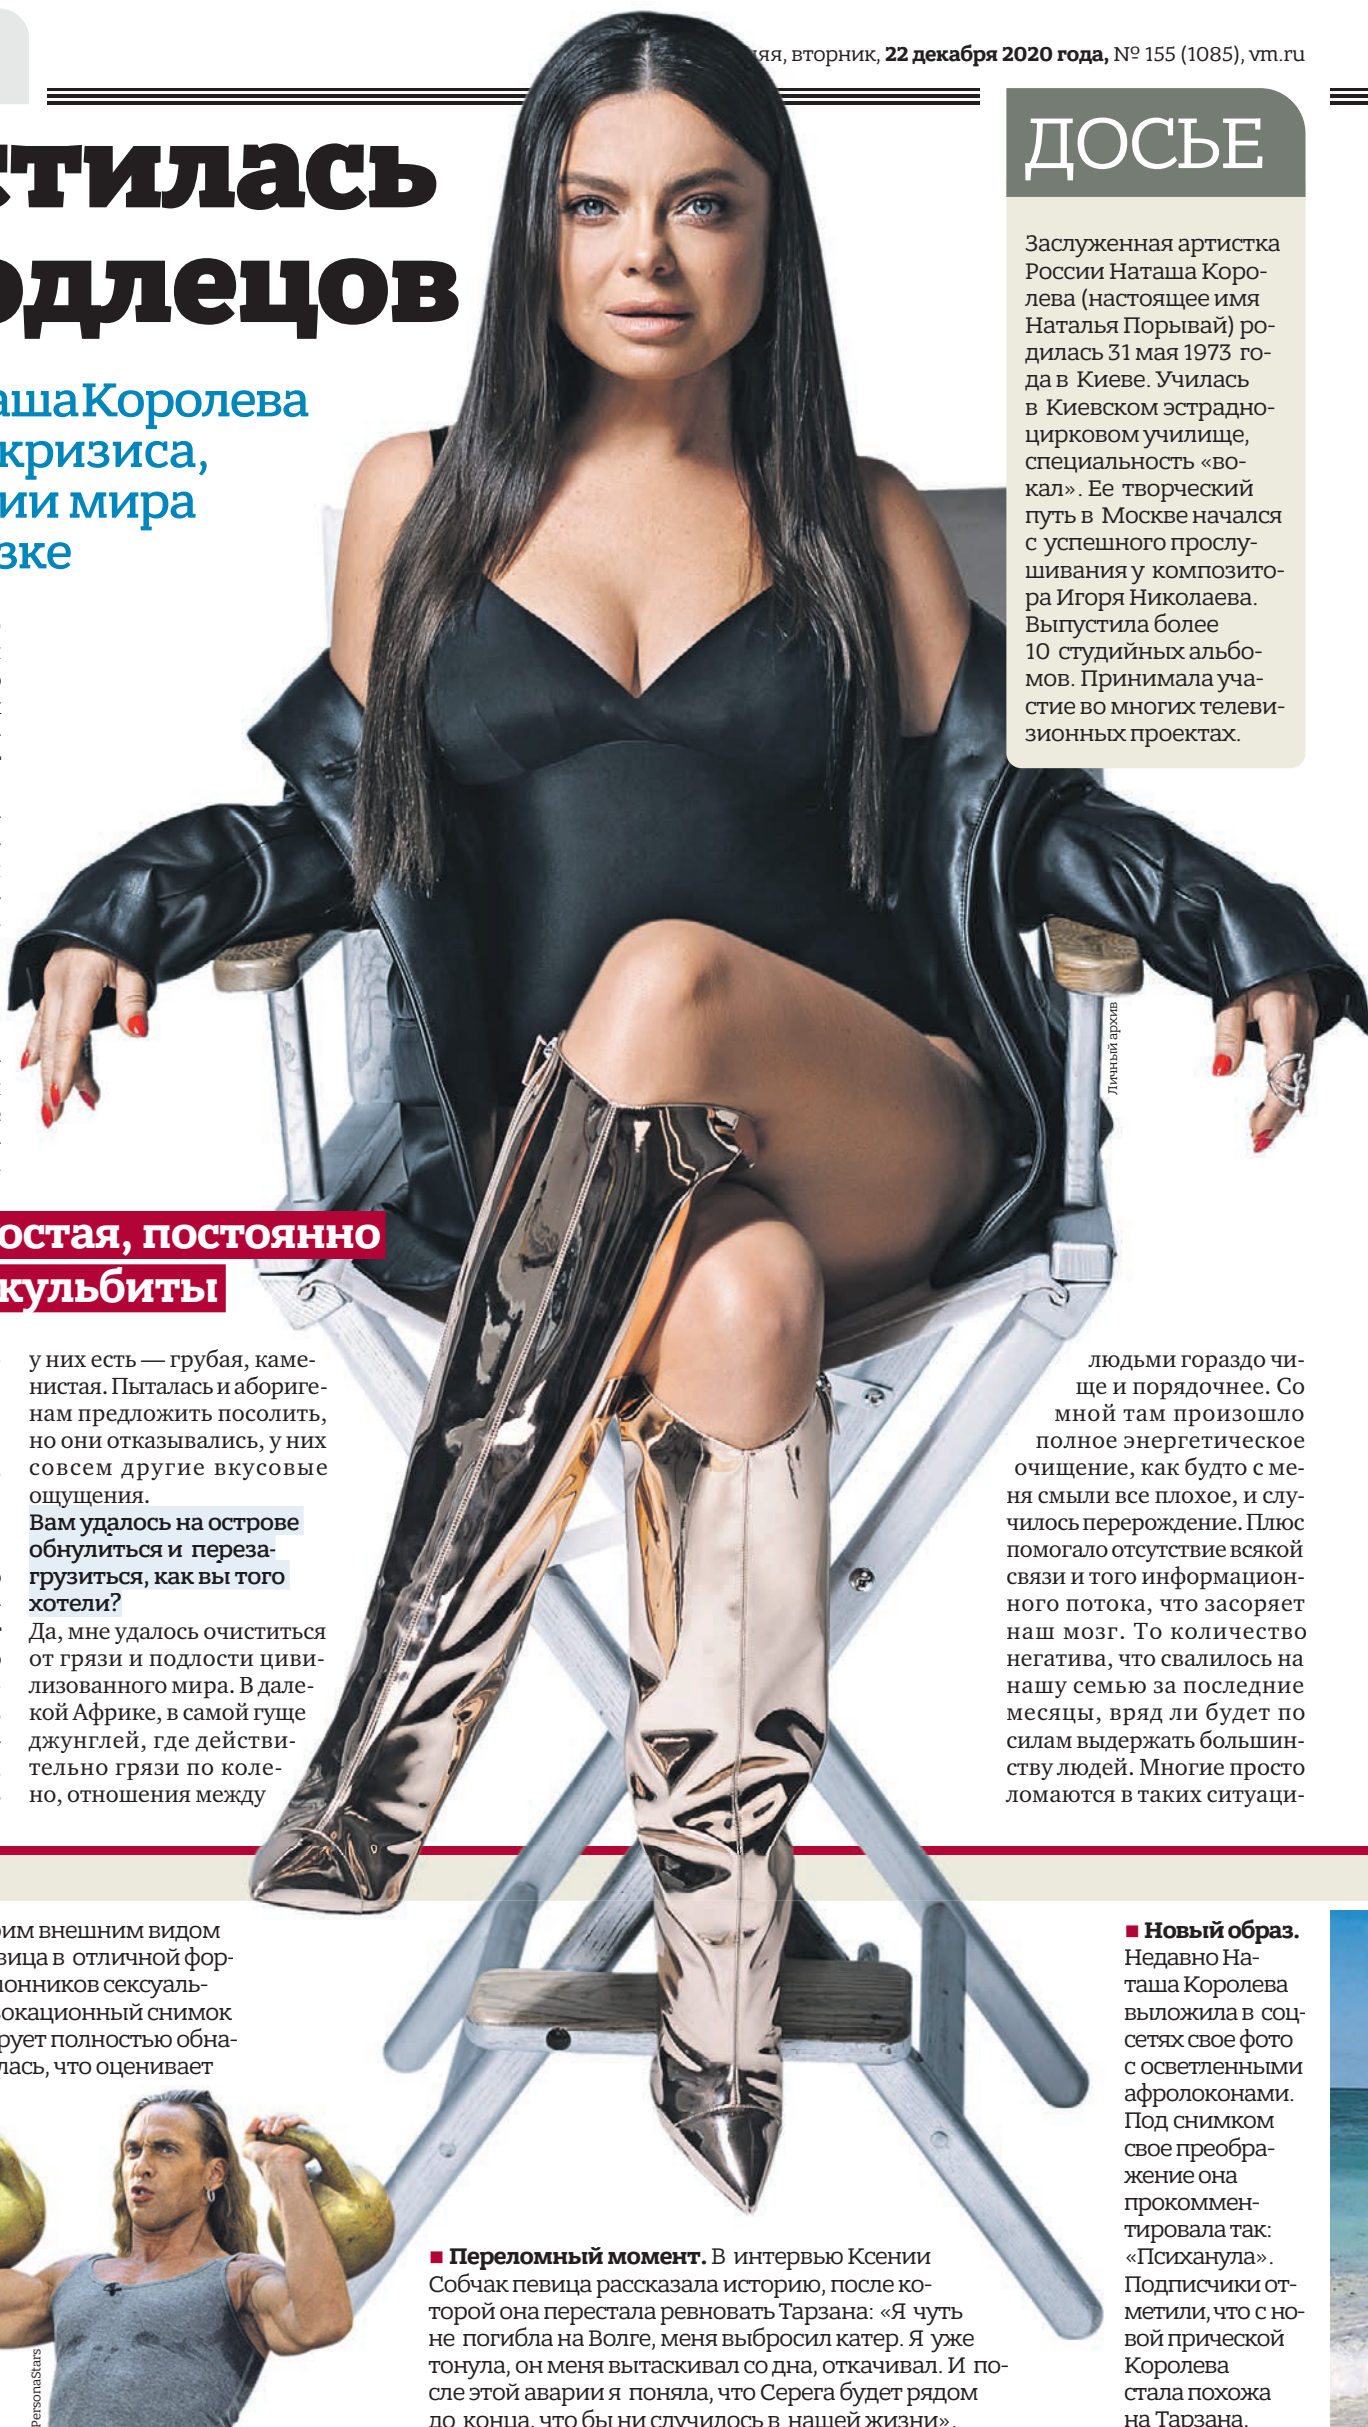 вторник, 22 декабря 2020 года, № 155 (1085), vm.ru
ДОСЬЕ
Заслуженная артистка
России Наташа Коро-
лева (настоящее имя
Наталья Порывай) ро-
дилась 31 мая 1973 го-
да в Киеве. Училась
в Киевском эстрадно-
цирковом училище,
специальность «во-
кал». Ее творческий
путь в Москве начался
с успешного прослу-
шивания у композито-
ра Игоря Николаева.
Выпустила более
10 студийных альбо-
мов. Принимала уча-
стие во многих телеви-
зионных проектах.
стилась
одлецов
аша Королева
кризиса,
ии мира
зке
Личный архив
остая, постоянно
кульбиты
у них есть — грубая, каме-
нистая. Пыталась и абориге-
нам предложить посолить,
но они отказывались, у них
совсем другие вкусовые
ощущения.
Вам удалось на острове
обнулиться и переза-
грузиться, как вы того
хотели?
Да, мне удалось очиститься
от грязи и подлости циви-
лизованного мира. В дале-
кой Африке, в самой гуще
джунглей, где действи-
тельно грязи по коле-
но, отношения между
людьми гораздо чи-
ще и порядочнее. Со
мной там произошло
полное энергетическое
очищение, как будто с ме-
ня смыли все плохое, и слу-
чилось перерождение. Плюс
помогало отсутствие всякой
связи и того информацион-
ного потока, что засоряет
наш мозг. То количество
негатива, что свалилось на
нашу семью за последние
месяцы, вряд ли будет по
силам выдержать большин-
ству людей. Многие просто
ломаются в таких ситуаци-
оим внешним видом
вица в отличной фор-
лонников сексуаль-
окационный снимок
рует полностью обна-
лась, что оценивает
PersonaStars
■ Переломный момент. В интервью Ксении
Собчак певица рассказала историю, после ко-
торой она перестала ревновать Тарзана: «Я чуть
не погибла на Волге, меня выбросил катер. Я уже
тонула, он меня вытаскивал со дна, откачивал. И по-
сле этой аварии я поняла, что Серега будет рядом
до конца, что бы ни случилось в нашей жизни».
■ Новый образ.
Недавно На-
таша Королева
выложила в соц-
сетях свое фото
с осветленными
афролоконами.
Под снимком
свое преобра-
жение она
прокоммен-
тировала так:
«Психанула».
Подписчики от-
метили, что с но-
вой прической
Королева
стала похожа
на Тарзана.